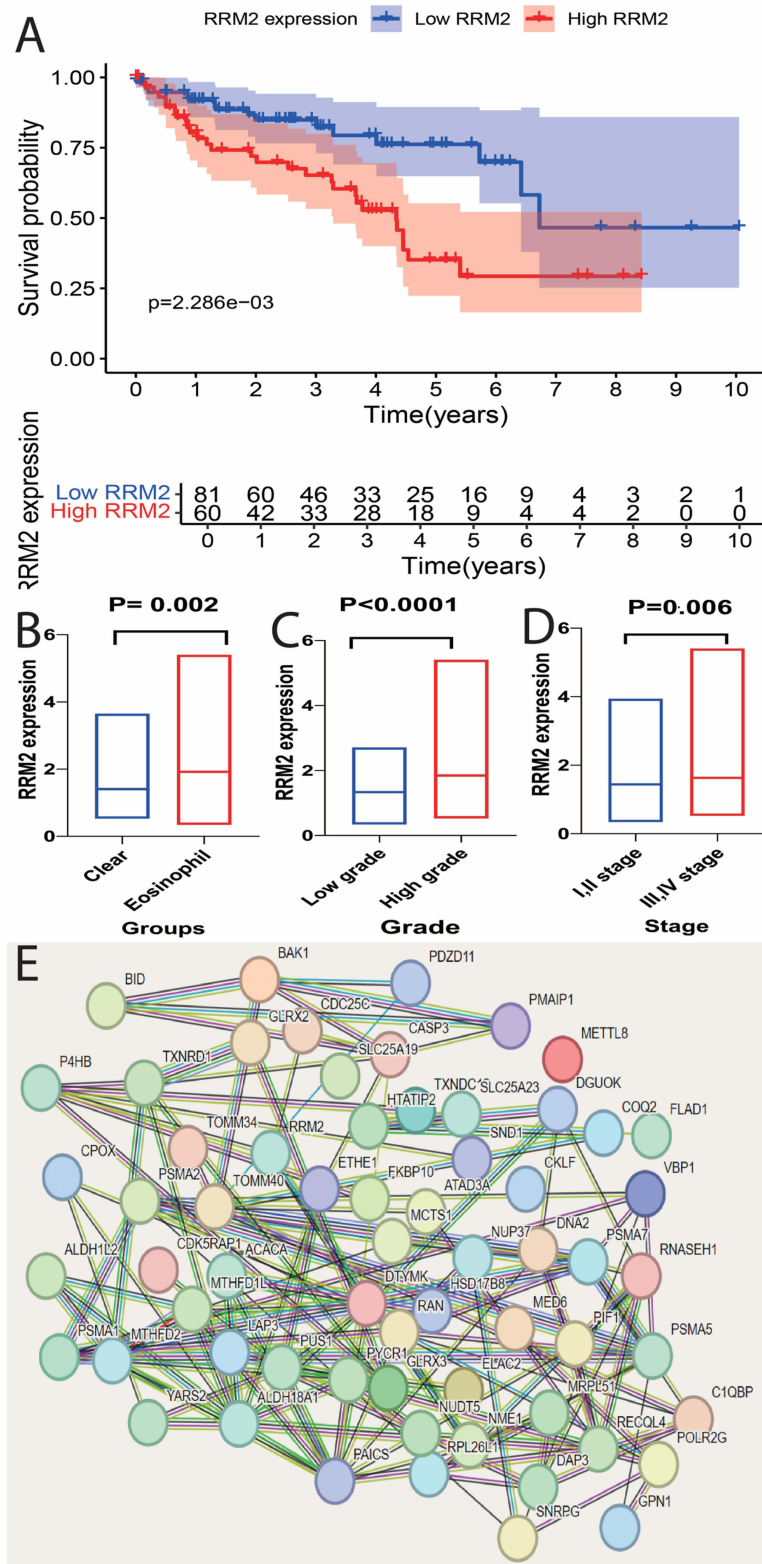 A
RRM2 expression Low RRM2 High RRM2
Survival probability
1.00
0.75
0.50
0.25
0.00
p=2.286e−03
0 1 2 3 4 5 6 7 8 9 10
Time(years)
RRM2 expression
Low RRM2 81 60 46 33 25 16 9 4 3 2 1
High RRM2 60 42 33 28 18 9 4 4 2 0 0
0 1 2 3 4 5 6 7 8 9 10
Time(years)
B
P= 0.002
RRM2 expression
6
4
2
0
Clear
Eosinophil
Groups
C
P<0.0001
RRM2 expression
6
4
2
0
Low grade
High grade
Grade
D
P=0.006
RRM2 expression
6
4
2
0
I,II stage
III,IV stage
Stage
E
BAK1
PDZD11
BID
CDC25C
PMAIP1
GLRX2
CASP3
METTL8
P4HB
TXNRD1
SLC25A19
DGUOK
HTATIP2
SLC25A23
COQ2
FLAD1
TOMM34
RRM2
SND1
CPOX
PSMA2
ETHE1
FKBP10
CKLF
VBP1
TOMM40
ATAD3A
MCTS1
DNA2
NUP37
PSMA7
ALDH1L2
CDK5RAP1
ACACA
RNASEH1
MTHFD1L
DTYMK
HSD17B8
RAN
MED6
PIF1
PSMA1
MTHFD2
LAP3
PUS1
PSMA5
PYCR1
GLRX3
ELAC2
YARS2
ALDH18A1
MRPL51
C1QBP
NUDT5
NME1
RECQL4
PAICS
RPL26L1
DAP3
POLR2G
SNRPG
GPN1